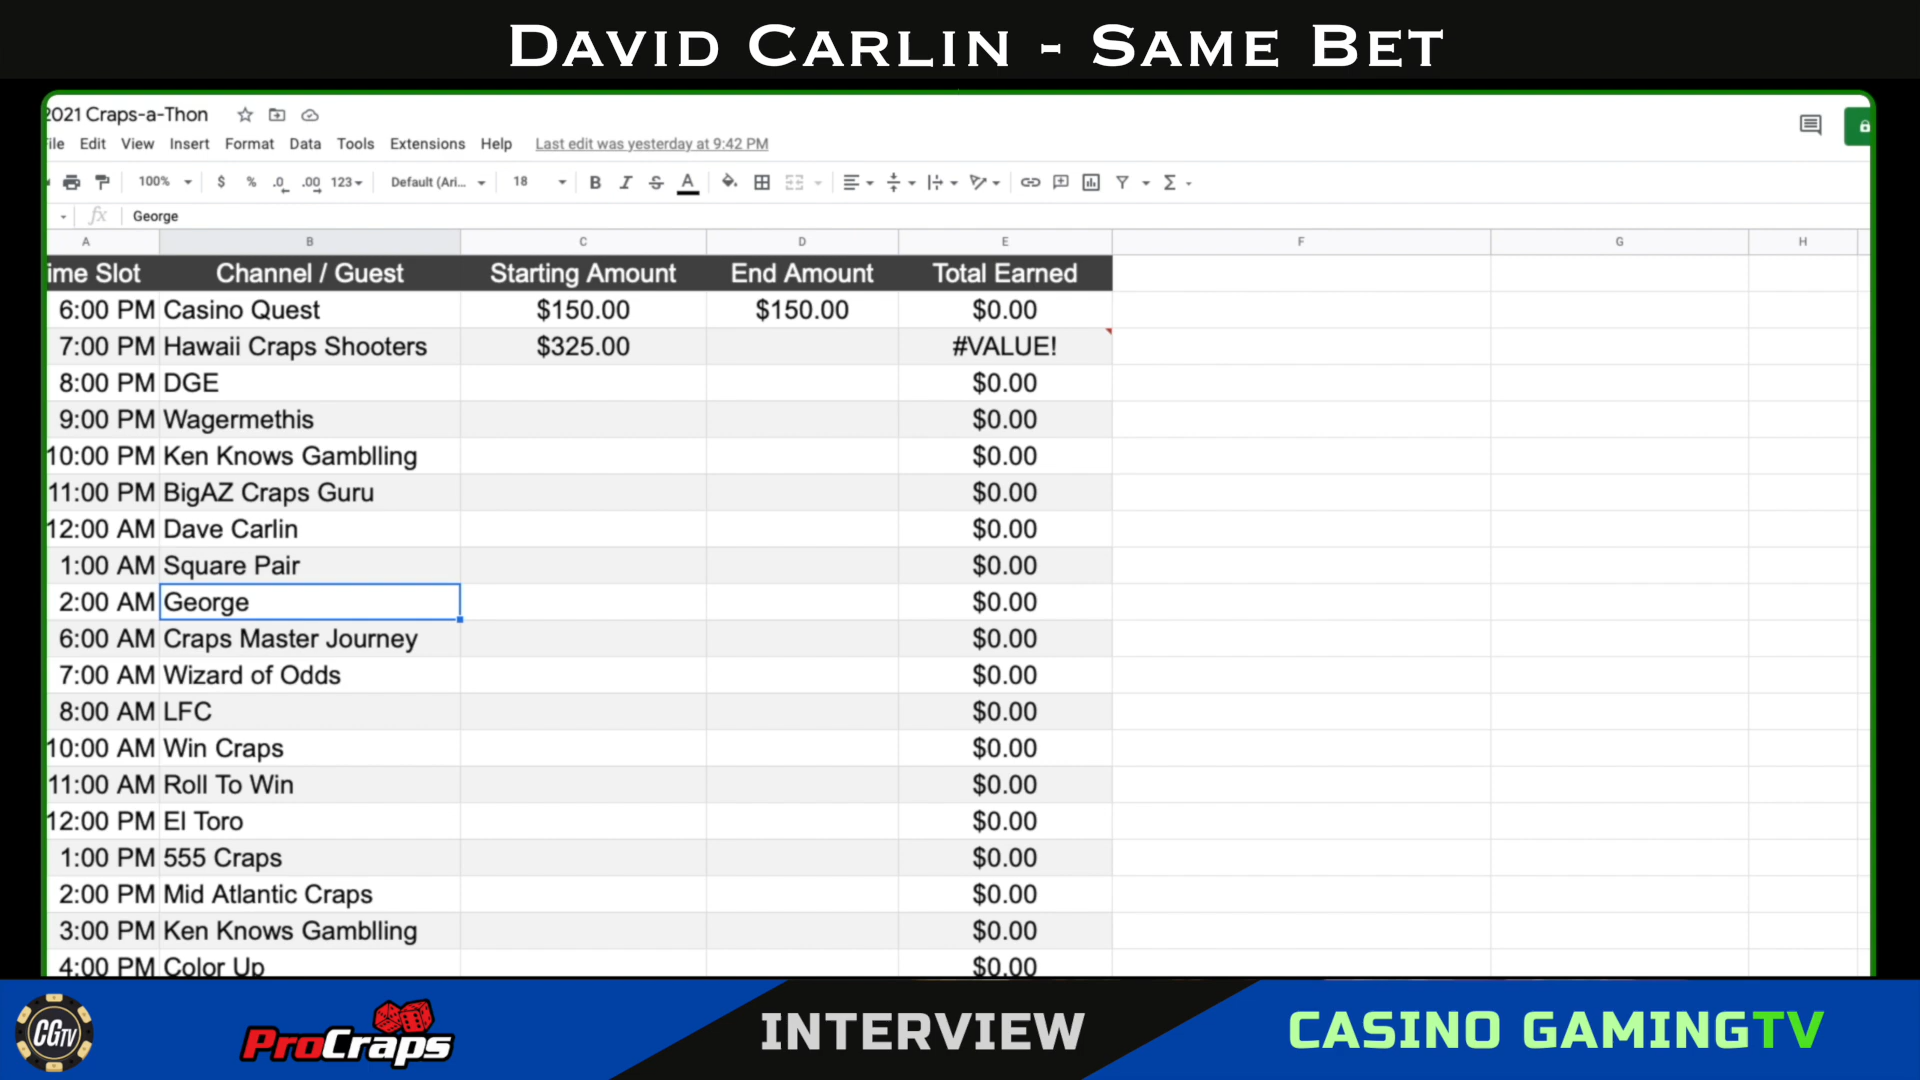 DAVID CARLIN - SAME BET
2021 Craps-a-Thon
ile Edit View Insert Format Data Tools Extensions Help Last edit was yesterday at 9:42 PM
100% $ % .0 .00 123 Default (Ari... 18 B I S A Σ
fx George
A B C D E F G H
ime Slot Channel / Guest Starting Amount End Amount Total Earned
6:00 PM Casino Quest $150.00 $150.00 $0.00
7:00 PM Hawaii Craps Shooters $325.00 #VALUE!
8:00 PM DGE $0.00
9:00 PM Wagermethis $0.00
10:00 PM Ken Knows Gamblling $0.00
11:00 PM BigAZ Craps Guru $0.00
12:00 AM Dave Carlin $0.00
1:00 AM Square Pair $0.00
2:00 AM George $0.00
6:00 AM Craps Master Journey $0.00
7:00 AM Wizard of Odds $0.00
8:00 AM LFC $0.00
10:00 AM Win Craps $0.00
11:00 AM Roll To Win $0.00
12:00 PM El Toro $0.00
1:00 PM 555 Craps $0.00
2:00 PM Mid Atlantic Craps $0.00
3:00 PM Ken Knows Gamblling $0.00
4:00 PM Color Up $0.00
CGTV ProCraps INTERVIEW CASINO GAMINGTV